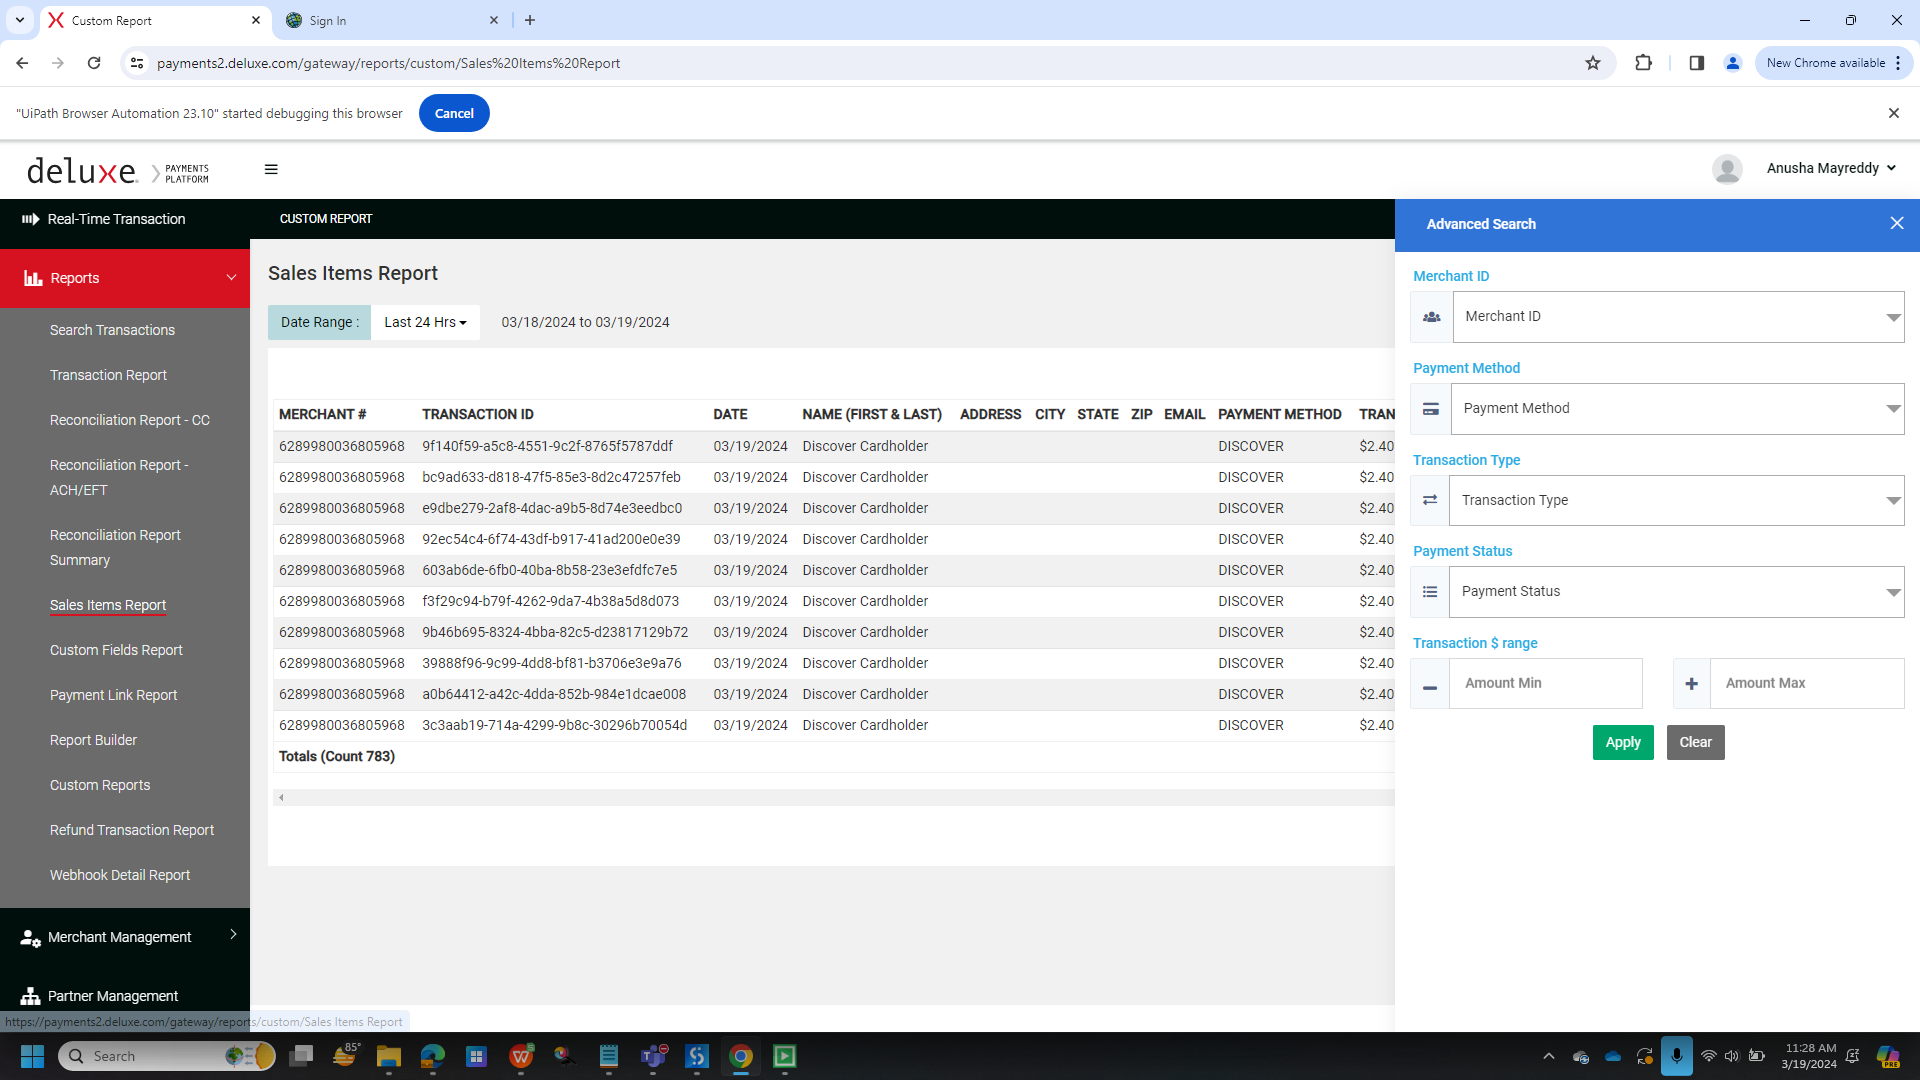 Custom Report
Sign In
payments2.deluxe.com/gateway/reports/custom/Sales%20Items%20Report
New Chrome available
"UiPath Browser Automation 23.10" started debugging this browser
Cancel
deluxe
PAYMENTS
PLATFORM
Anusha Mayreddy
Real-Time Transaction
CUSTOM REPORT
Reports
Search Transactions
Transaction Report
Reconciliation Report - CC
Reconciliation Report -
ACH/EFT
Reconciliation Report
Summary
Sales Items Report
Custom Fields Report
Payment Link Report
Report Builder
Custom Reports
Refund Transaction Report
Webhook Detail Report
Merchant Management
Partner Management
https://payments2.deluxe.com/gateway/reports/custom/Sales Items Report
Sales Items Report
Date Range : Last 24 Hrs 03/18/2024 to 03/19/2024
MERCHANT # TRANSACTION ID DATE NAME (FIRST & LAST) ADDRESS CITY STATE ZIP EMAIL PAYMENT METHOD TRAN
6289980036805968 9f140f59-a5c8-4551-9c2f-8765f5787ddf 03/19/2024 Discover Cardholder DISCOVER $2.40
6289980036805968 bc9ad633-d818-47f5-85e3-8d2c47257feb 03/19/2024 Discover Cardholder DISCOVER $2.40
6289980036805968 e9dbe279-2af8-4dac-a9b5-8d74e3eedbc0 03/19/2024 Discover Cardholder DISCOVER $2.40
6289980036805968 92ec54c4-6f74-43df-b917-41ad200e0e39 03/19/2024 Discover Cardholder DISCOVER $2.40
6289980036805968 603ab6de-6fb0-40ba-8b58-23e3efdfc7e5 03/19/2024 Discover Cardholder DISCOVER $2.40
6289980036805968 f3f29c94-b79f-4262-9da7-4b38a5d8d073 03/19/2024 Discover Cardholder DISCOVER $2.40
6289980036805968 9b46b695-8324-4bba-82c5-d23817129b72 03/19/2024 Discover Cardholder DISCOVER $2.40
6289980036805968 39888f96-9c99-4dd8-bf81-b3706e3e9a76 03/19/2024 Discover Cardholder DISCOVER $2.40
6289980036805968 a0b64412-a42c-4dda-852b-984e1dcae008 03/19/2024 Discover Cardholder DISCOVER $2.40
6289980036805968 3c3aab19-714a-4299-9b8c-30296b70054d 03/19/2024 Discover Cardholder DISCOVER $2.40
Totals (Count 783)
Advanced Search
Merchant ID
Merchant ID
Payment Method
Payment Method
Transaction Type
Transaction Type
Payment Status
Payment Status
Transaction $ range
Amount Min
Amount Max
Apply
Clear
Search
85°
11:28 AM
3/19/2024
PRE